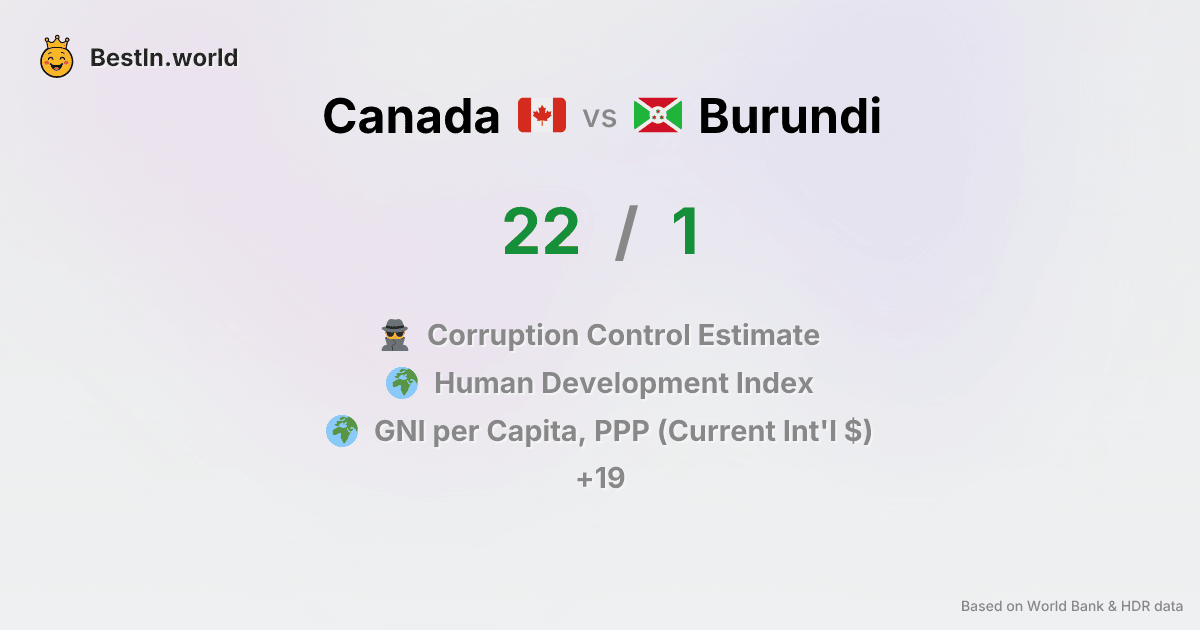 BestIn.world
Canada vs Burundi
22 / 1
Corruption Control Estimate
Human Development Index
GNI per Capita, PPP (Current Int'l $)
+19
Based on World Bank & HDR data